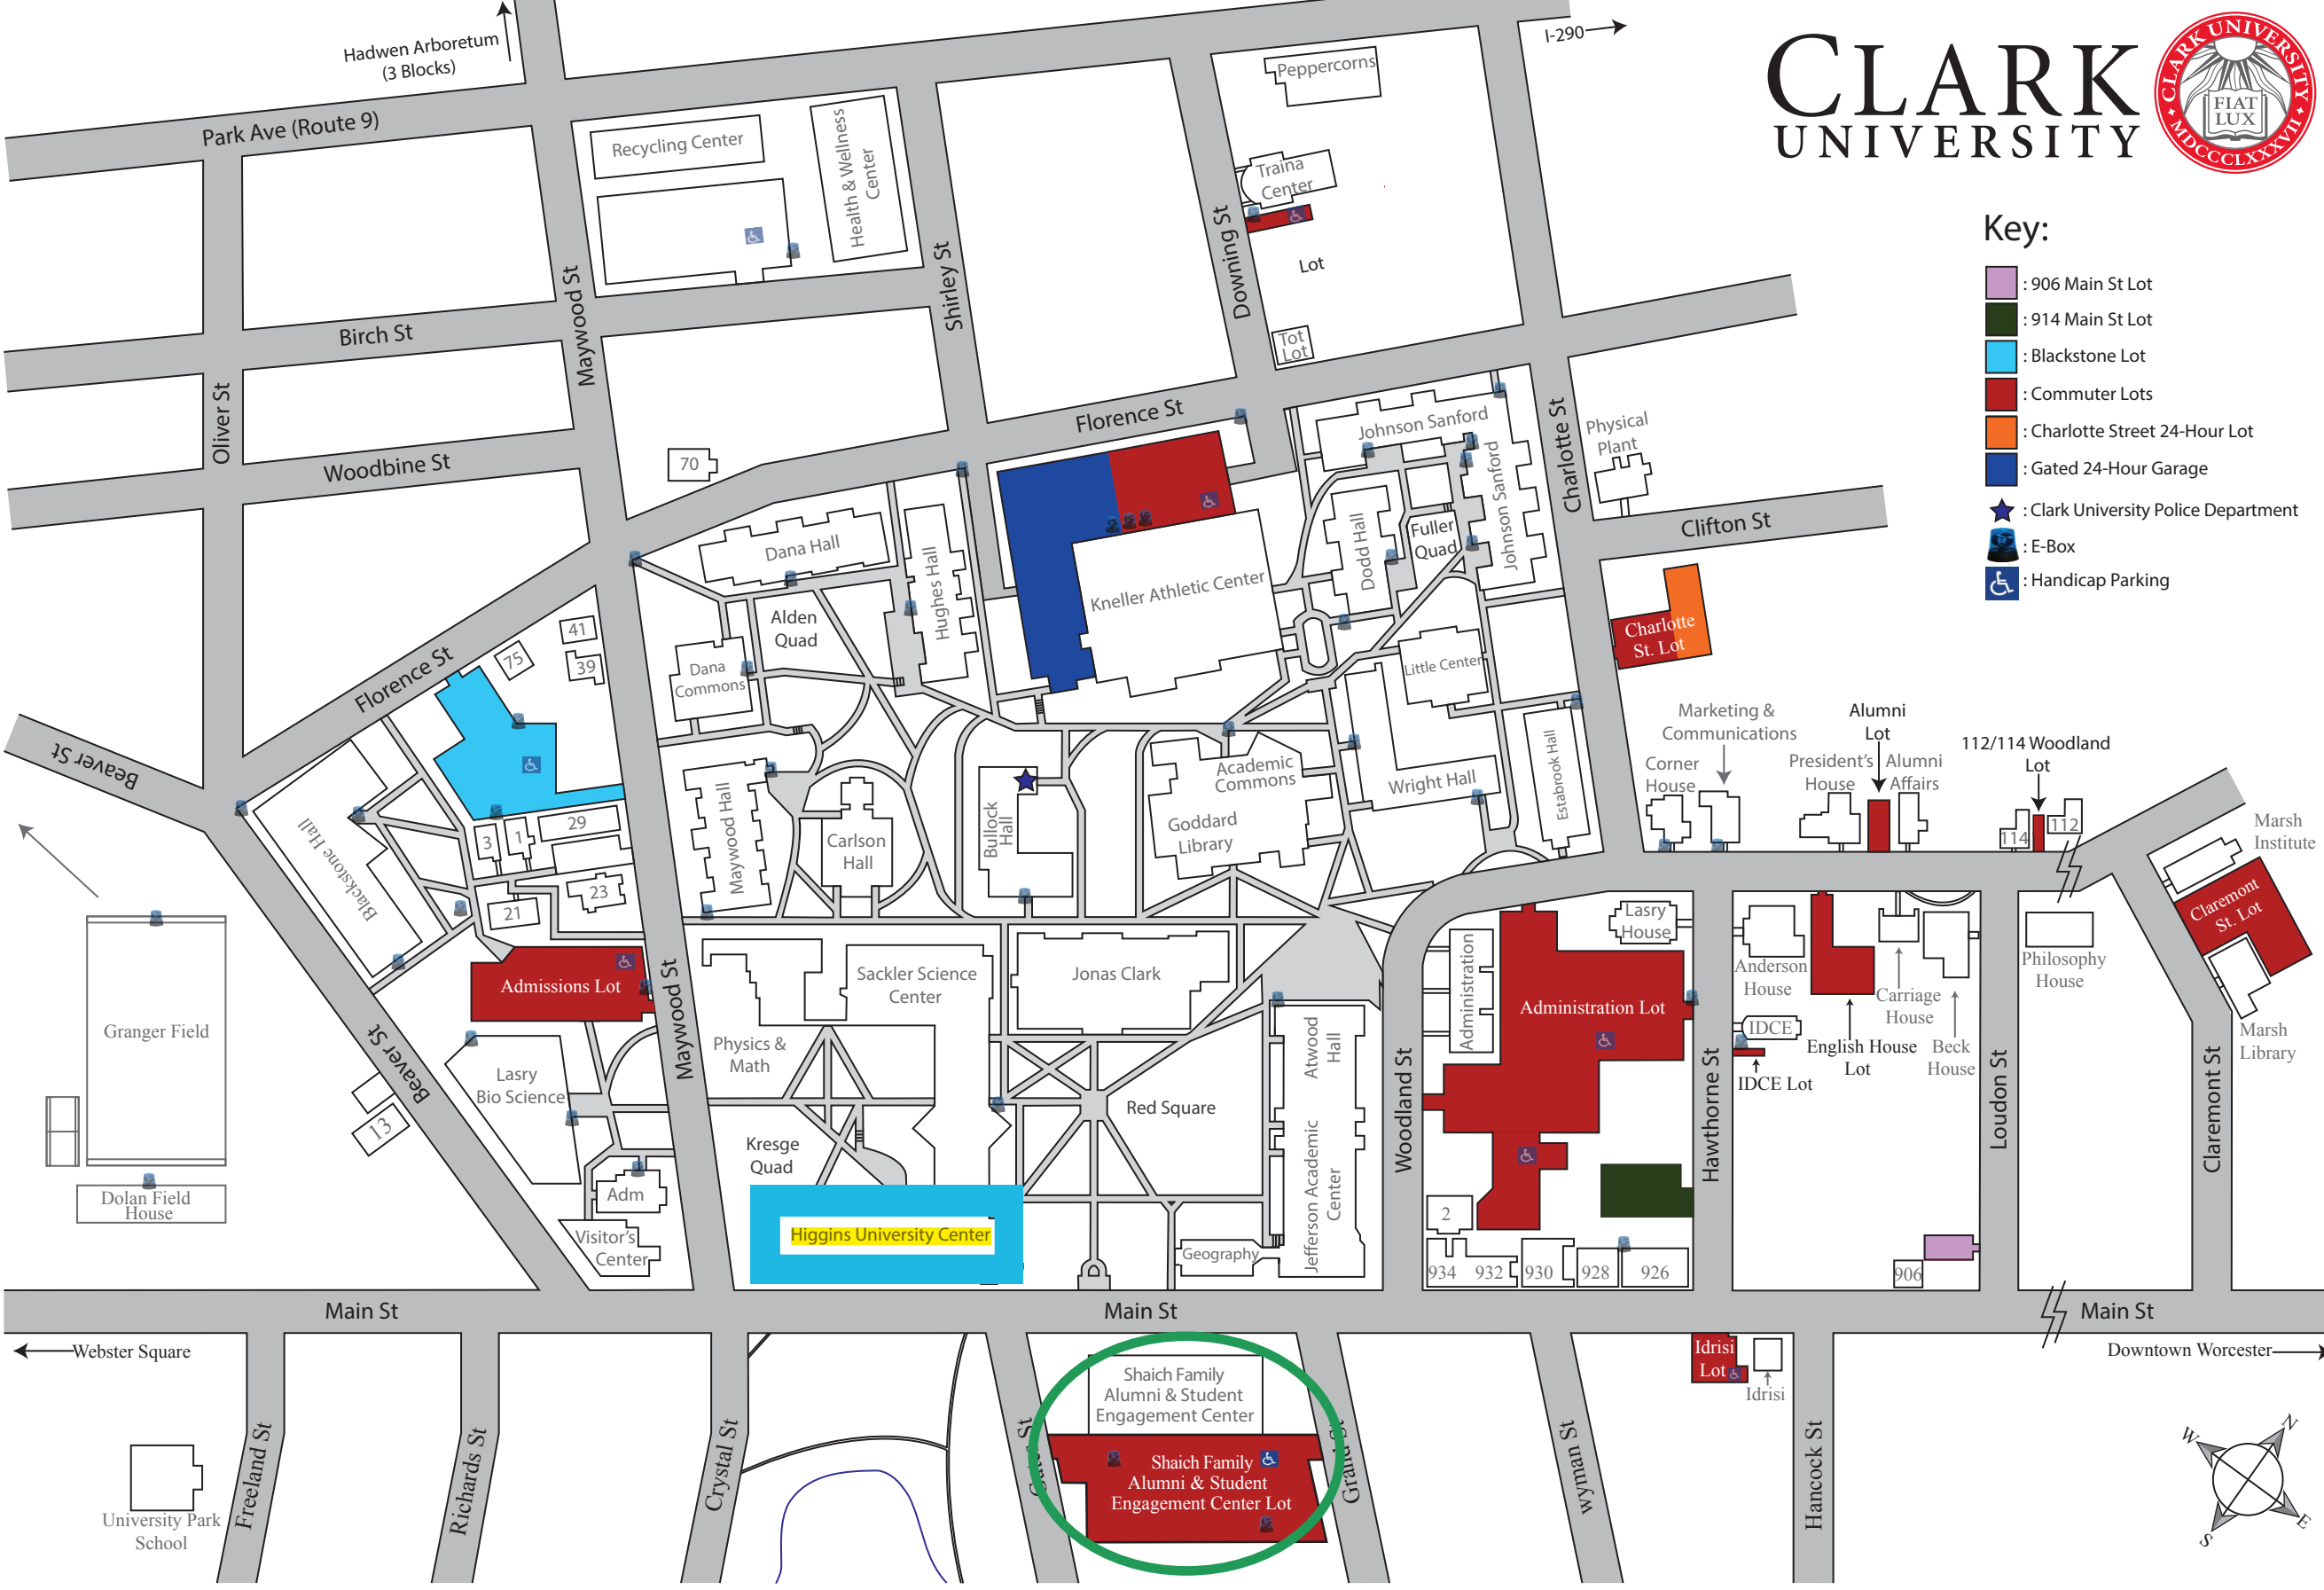 Hadwen Arboretum
(3 Blocks)
I-290
CLARK
UNIVERSITY
CLARK UNIVERSITY
FIAT
LUX
MDCCCLXXXVII
Park Ave (Route 9)
Peppercorns
Recycling Center
Health & Wellness
Center
Traina
Center
Lot
Tot
Lot
Key:
: 906 Main St Lot
: 914 Main St Lot
: Blackstone Lot
: Commuter Lots
: Charlotte Street 24-Hour Lot
: Gated 24-Hour Garage
: Clark University Police Department
: E-Box
: Handicap Parking
Maywood St
Shirley St
Downing St
Birch St
Oliver St
Woodbine St
Florence St
70
Johnson Sanford
Johnson Sanford
Charlotte St
Physical
Plant
Clifton St
Dana Hall
Hughes Hall
Kneller Athletic Center
Dodd Hall
Fuller
Quad
Alden
Quad
41
75
39
Dana
Commons
Little Center
Charlotte
St. Lot
Florence St
Beaver St
Marketing &
Communications
Alumni
Lot
112/114 Woodland
Lot
Corner
House
President's
House
Alumni
Affairs
114
112
Marsh
Institute
Blackstone Hall
3
1
29
23
21
Maywood Hall
Carlson
Hall
Bullock
Hall
Academic
Commons
Goddard
Library
Wright Hall
Estabrook Hall
Claremont
St. Lot
Lasry
House
Administration
Administration Lot
Anderson
House
Carriage
House
Beck
House
Philosophy
House
Marsh
Library
IDCE
IDCE Lot
English House
Lot
Admissions Lot
Maywood St
Sackler Science
Center
Jonas Clark
Granger Field
Physics &
Math
Atwood
Hall
Lasry
Bio Science
Beaver St
Red Square
Woodland St
Hawthorne St
Loudon St
Claremont St
13
Kresge
Quad
Jefferson Academic
Center
Dolan Field
House
Adm
Visitor's
Center
Higgins University Center
Geography
2
934
932
930
928
926
906
Main St
Main St
Main St
Webster Square
Downtown Worcester
Shaich Family
Alumni & Student
Engagement Center
Idrisi
Lot
Idrisi
Shaich Family
Alumni & Student
Engagement Center Lot
University Park
School
Freeland St
Richards St
Crystal St
Grand St
wyman St
Hancock St
N
W
E
S